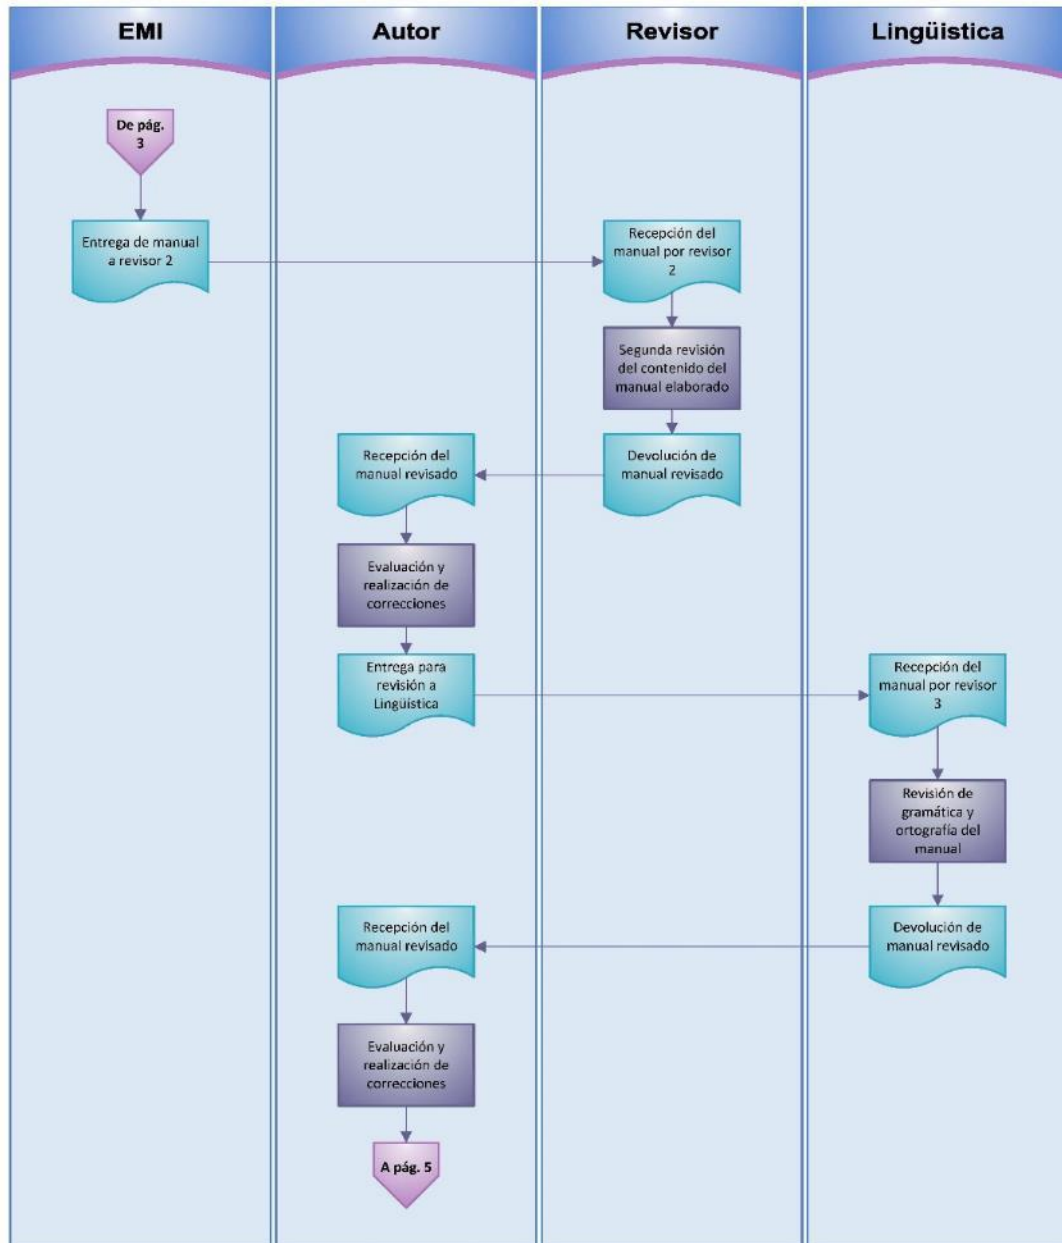 EMI
Autor
Revisor
Lingüistica
De pág.
3
Entrega de manual
a revisor 2
Recepción del
manual por revisor
2
Segunda revisión
del contenido del
manual elaborado
Devolución de
manual revisado
Recepción del
manual revisado
Evaluación y
realización de
correcciones
Entrega para
revisión a
Lingüística
Recepción del
manual por revisor
3
Revisión de
gramática y
ortografía del
manual
Devolución de
manual revisado
Recepción del
manual revisado
Evaluación y
realización de
correcciones
A pág. 5